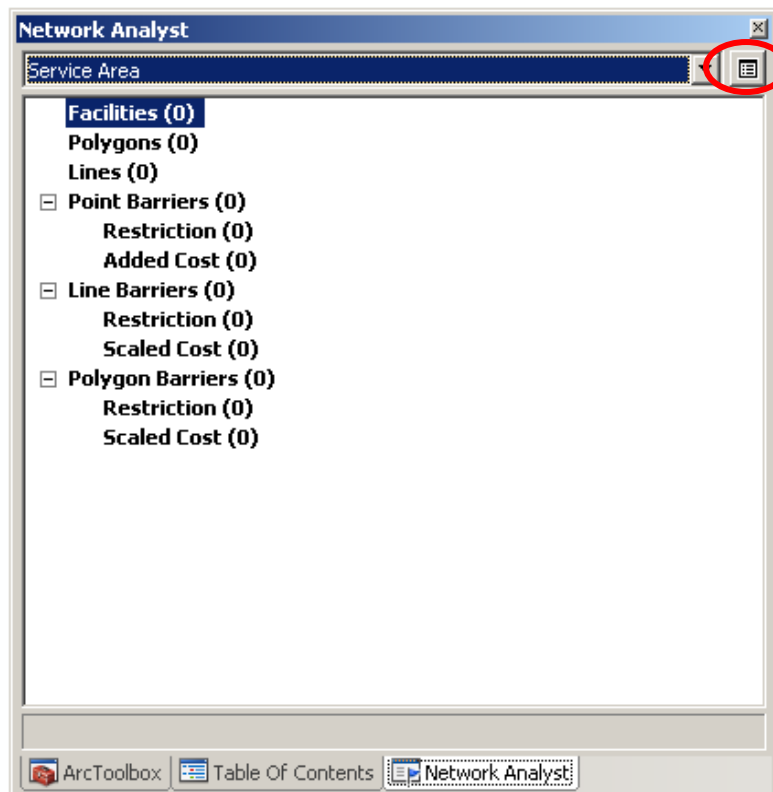 Network Analyst
Service Area
Facilities (0)
Polygons (0)
Lines (0)
Point Barriers (0)
Restriction (0)
Added Cost (0)
Line Barriers (0)
Restriction (0)
Scaled Cost (0)
Polygon Barriers (0)
Restriction (0)
Scaled Cost (0)
ArcToolbox Table Of Contents Network Analyst